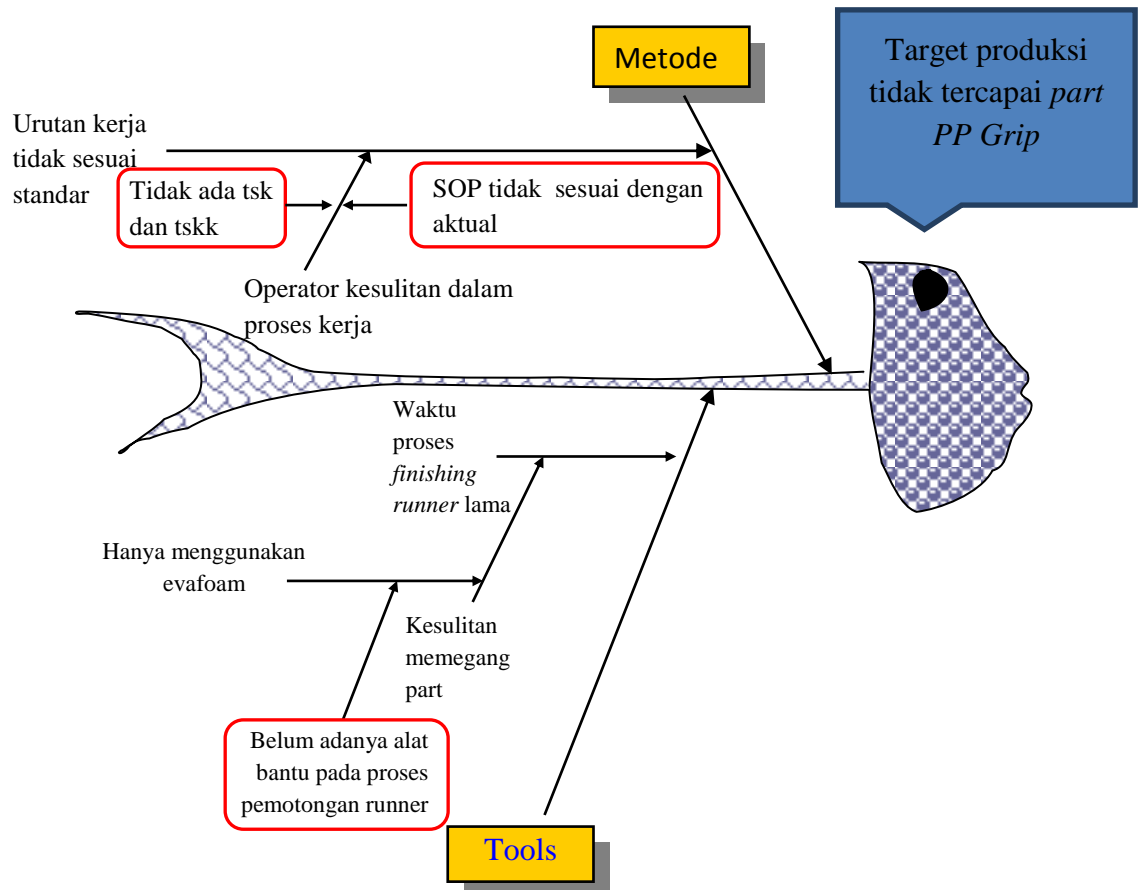 Metode
Target produksi
tidak tercapai part
PP Grip
Urutan kerja
tidak sesuai
standar
Tidak ada tsk
dan tskk
SOP tidak sesuai dengan
aktual
Operator kesulitan dalam
proses kerja
Waktu
proses
finishing
runner lama
Hanya menggunakan
evafoam
Kesulitan
memegang
part
Belum adanya alat
bantu pada proses
pemotongan runner
Tools